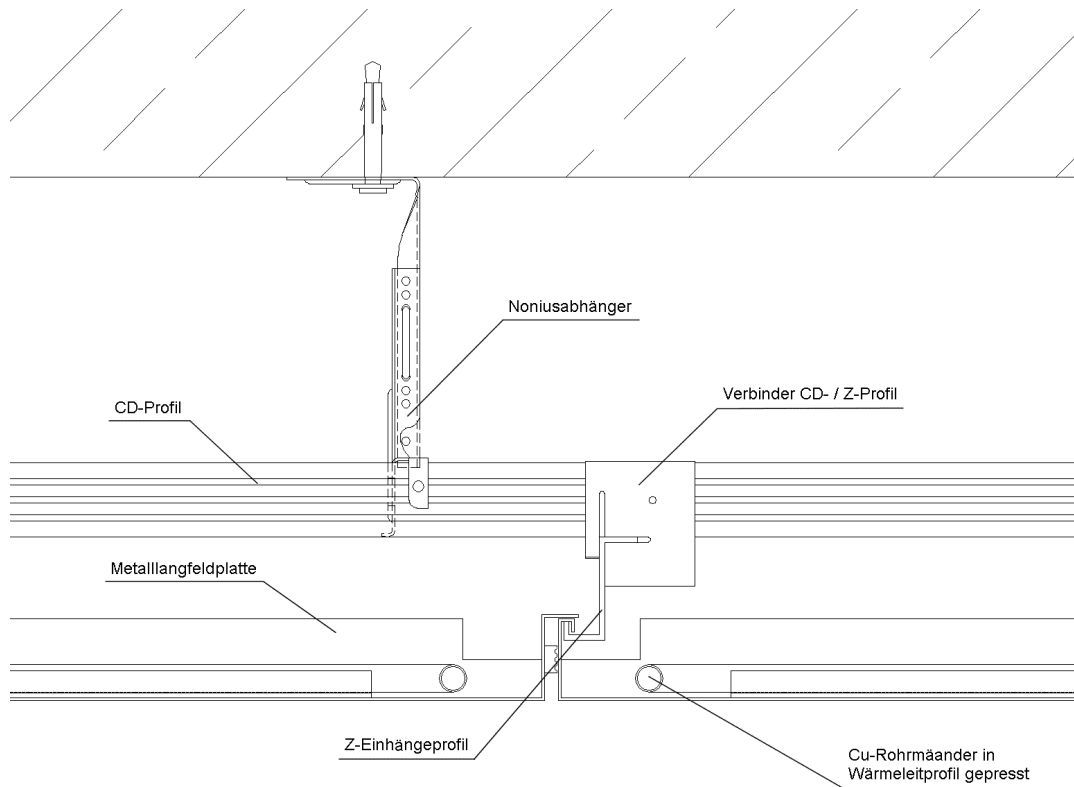 Noniusabhänger
Verbinder CD- / Z-Profil
CD-Profil
Metalllangfeldplatte
Z-Einhängeprofil
Cu-Rohrmäander in
Wärmeleitprofil gepresst